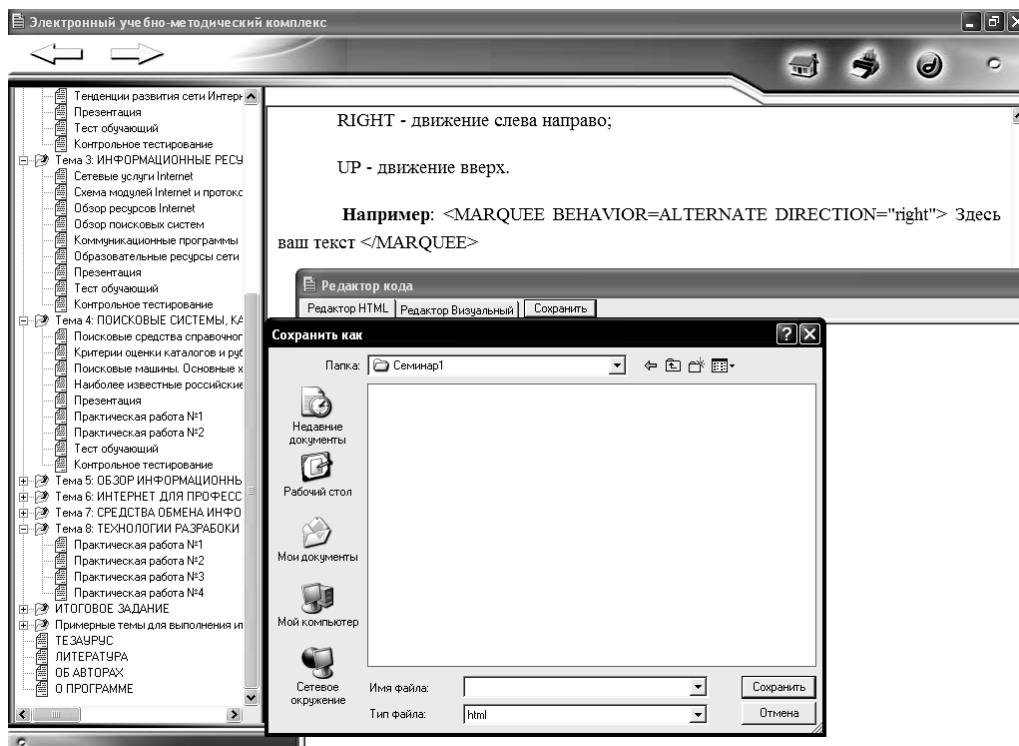 Электронный учебно-методический комплекс
Тенденции развития сети Интерн
Презентация
Тест обучающий
Контрольное тестирование
Тема 3: ИНФОРМАЦИОННЫЕ РЕСУ
Сетевые услуги Internet
Схема модулей Internet и протокс
Обзор ресурсов Internet
Обзор поисковых систем
Коммуникационные программы
Образовательные ресурсы сети
Презентация
Тест обучающий
Контрольное тестирование
Тема 4: ПОИСКОВЫЕ СИСТЕМЫ, КА
Поисковые средства справочног
Критерии оценки каталогов и руб
Поисковые машины. Основные х
Наиболее известные российские
Презентация
Практическая работа №1
Практическая работа №2
Тест обучающий
Контрольное тестирование
Тема 5: ОБЗОР ИНФОРМАЦИОННЬ
Тема 6: ИНТЕРНЕТ ДЛЯ ПРОФЕСС
Тема 7: СРЕДСТВА ОБМЕНА ИНФО
Тема 8: ТЕХНОЛОГИИ РАЗРАБОКИ
Практическая работа №1
Практическая работа №2
Практическая работа №3
Практическая работа №4
ИТОГОВОЕ ЗАДАНИЕ
Примерные темы для выполнения ит
ТЕЗАУРУС
ЛИТЕРАТУРА
ОБ АВТОРАХ
О ПРОГРАММЕ
RIGHT - движение слева направо;
UP - движение вверх.
Например: <MARQUEE BEHAVIOR=ALTERNATE DIRECTION="right"> Здесь
ваш текст </MARQUEE>
Редактор кода
Редактор HTML Редактор Визуальный Сохранить
Сохранить как
Папка: Семинар1
Недавние
документы
Рабочий стол
Мои документы
Мой компьютер
Сетевое
окружение
Имя файла: Сохранить
Тип файла: html Отмена